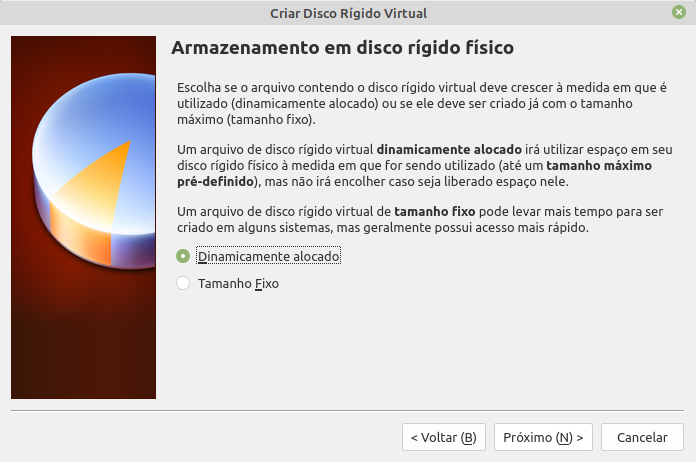 Criar Disco Rígido Virtual
Armazenamento em disco rígido físico
Escolha se o arquivo contendo o disco rígido virtual deve crescer à medida em que é
utilizado (dinamicamente alocado) ou se ele deve ser criado já com o tamanho
máximo (tamanho fixo).
Um arquivo de disco rígido virtual dinamicamente alocado irá utilizar espaço em seu
disco rígido físico à medida em que for sendo utilizado (até um tamanho máximo
pré-definido), mas não irá encolher caso seja liberado espaço nele.
Um arquivo de disco rígido virtual de tamanho fixo pode levar mais tempo para ser
criado em alguns sistemas, mas geralmente possui acesso mais rápido.
Dinamicamente alocado
Tamanho Fixo
< Voltar (B)
Próximo (N) >
Cancelar